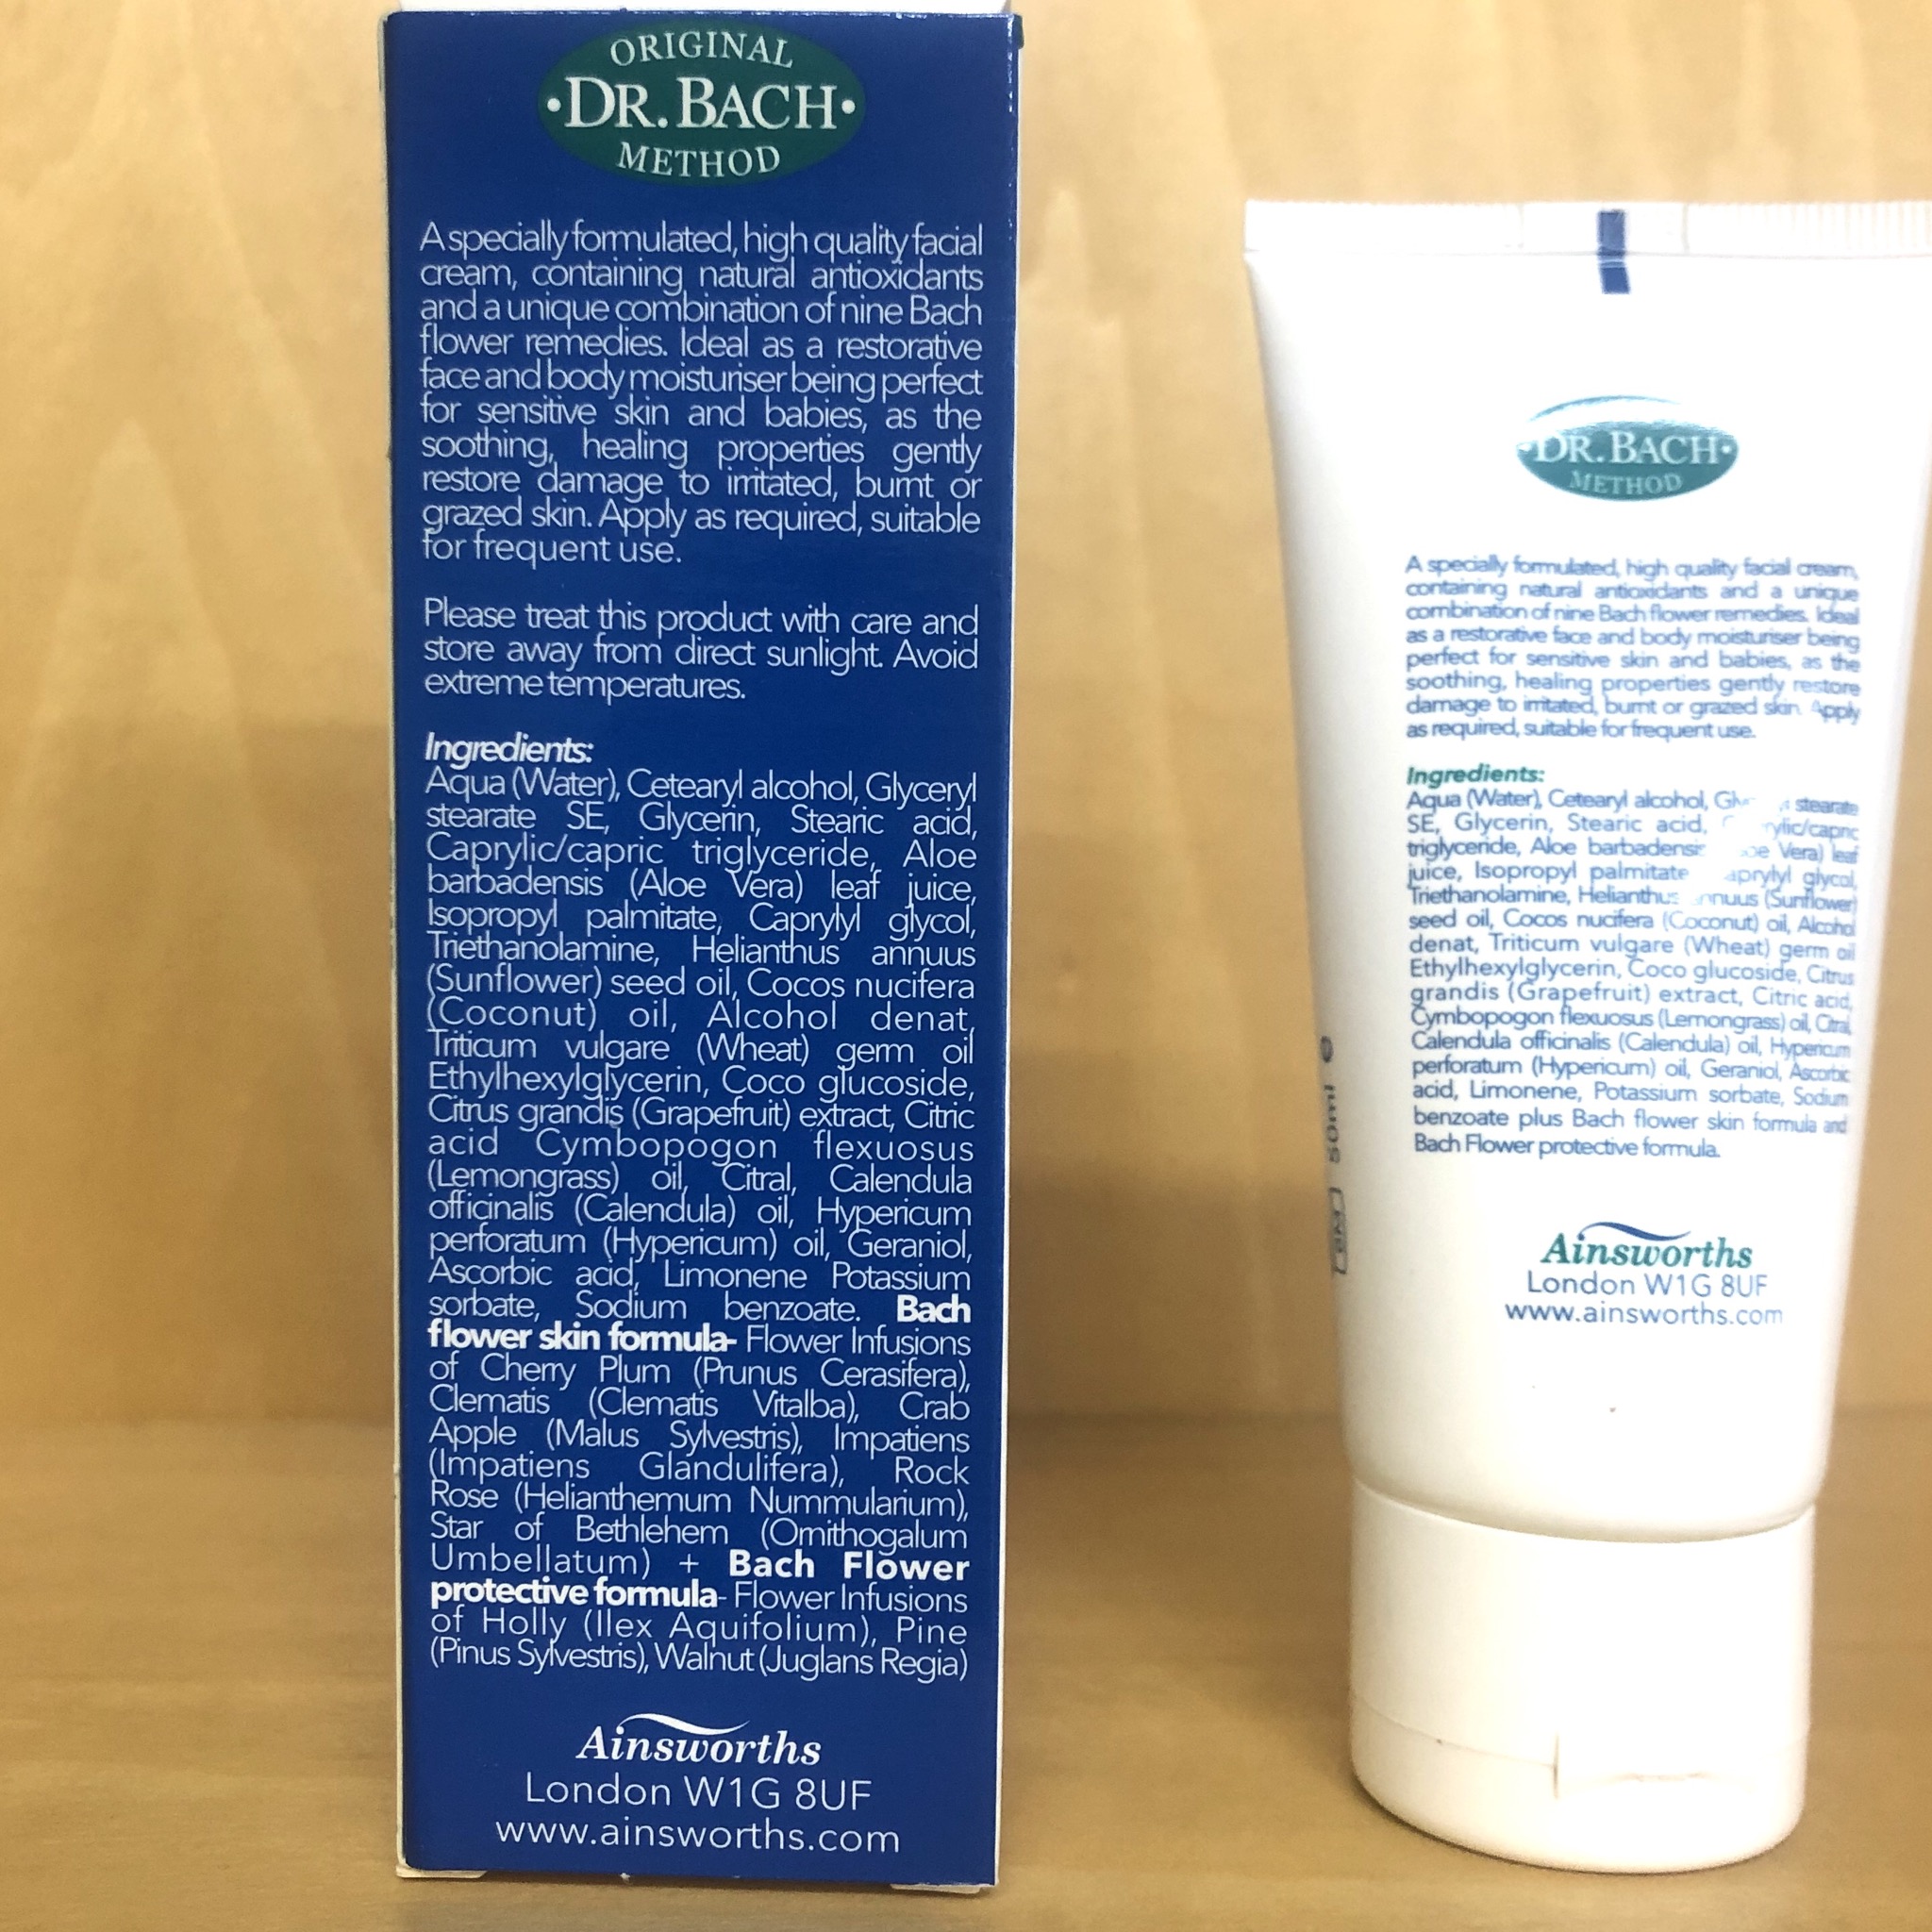 ORIGINAL
·DR. BACH·
METHOD
A specially formulated, high quality facial
cream, containing natural antioxidants
and a unique combination of nine Bach
flower remedies. Ideal as a restorative
face and body moisturiser being perfect
for sensitive skin and babies, as the
soothing, healing properties gently
restore damage to irritated, burnt or
grazed skin. Apply as required, suitable
for frequent use.
Please treat this product with care and
store away from direct sunlight. Avoid
extreme temperatures.
Ingredients:
Aqua (Water), Cetearyl alcohol, Glyceryl
stearate SE, Glycerin, Stearic acid,
Caprylic/capric triglyceride, Aloe
barbadensis (Aloe Vera) leaf juice,
Isopropyl palmitate, Caprylyl glycol,
Triethanolamine, Helianthus annuus
(Sunflower) seed oil, Cocos nucifera
(Coconut) oil, Alcohol denat,
Triticum vulgare (Wheat) germ oil
Ethylhexylglycerin, Coco glucoside,
Citrus grandis (Grapefruit) extract, Citric
acid Cymbopogon flexuosus
(Lemongrass) oil, Citral, Calendula
officinalis (Calendula) oil, Hypericum
perforatum (Hypericum) oil, Geraniol,
Ascorbic acid, Limonene Potassium
sorbate, Sodium benzoate. Bach
flower skin formula- Flower Infusions
of Cherry Plum (Prunus Cerasifera),
Clematis (Clematis Vitalba), Crab
Apple (Malus Sylvestris), Impatiens
(Impatiens Glandulifera), Rock
Rose (Helianthemum Nummularium),
Star of Bethlehem (Ornithogalum
Umbellatum) + Bach Flower
protective formula- Flower Infusions
of Holly (Ilex Aquifolium), Pine
(Pinus Sylvestris), Walnut (Juglans Regia)
Ainsworths
London W1G 8UF
www.ainsworths.com
·DR. BACH·
METHOD
A specially formulated, high quality facial cream,
containing natural antioxidants and a unique
combination of nine Bach flower remedies. Ideal
as a restorative face and body moisturiser being
perfect for sensitive skin and babies, as the
soothing, healing properties gently restore
damage to irritated, burnt or grazed skin. Apply
as required, suitable for frequent use.
Ingredients:
Aqua (Water), Cetearyl alcohol, stearate
SE, Glycerin, Stearic acid,
triglyceride, Aloe barbadensis Vera) leaf
juice, Isopropyl palmitate glycol,
Triethanolamine, Helianthus (Sunflower)
seed oil, Cocos nucifera (Coconut) oil, Alcohol
denat, Triticum vulgare (Wheat) germ oil
Ethylhexylglycerin, Coco glucoside, Citrus
grandis (Grapefruit) extract, Citric acid,
Cymbopogon flexuosus (Lemongrass) oil, Citral,
Calendula officinalis (Calendula) oil, Hypericum
perforatum (Hypericum) oil, Geraniol, Ascorbic
acid, Limonene, Potassium sorbate, Sodium
benzoate plus Bach flower skin formula and
Bach Flower protective formula.
Ainsworths
London W1G 8UF
www.ainsworths.com
50ml e